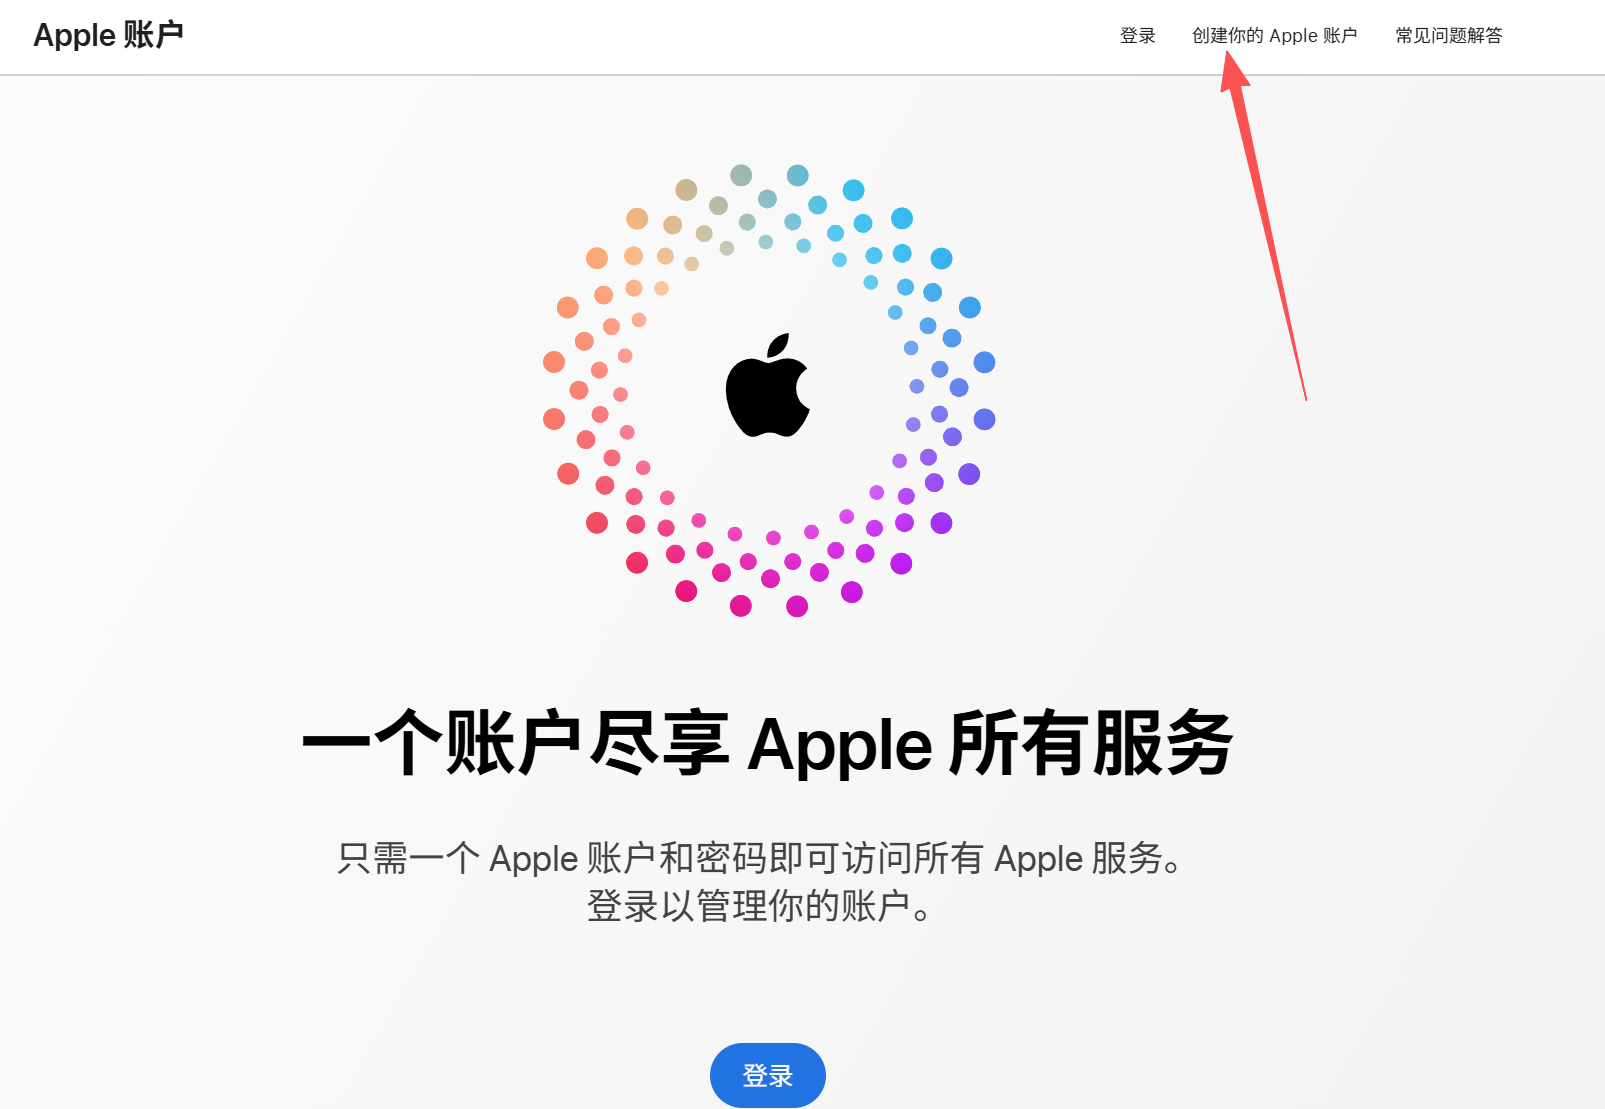 Apple 账户
登录
创建你的 Apple 账户
常见问题解答
一个账户尽享 Apple 所有服务
只需一个 Apple 账户和密码即可访问所有 Apple 服务。
登录以管理你的账户。
登录